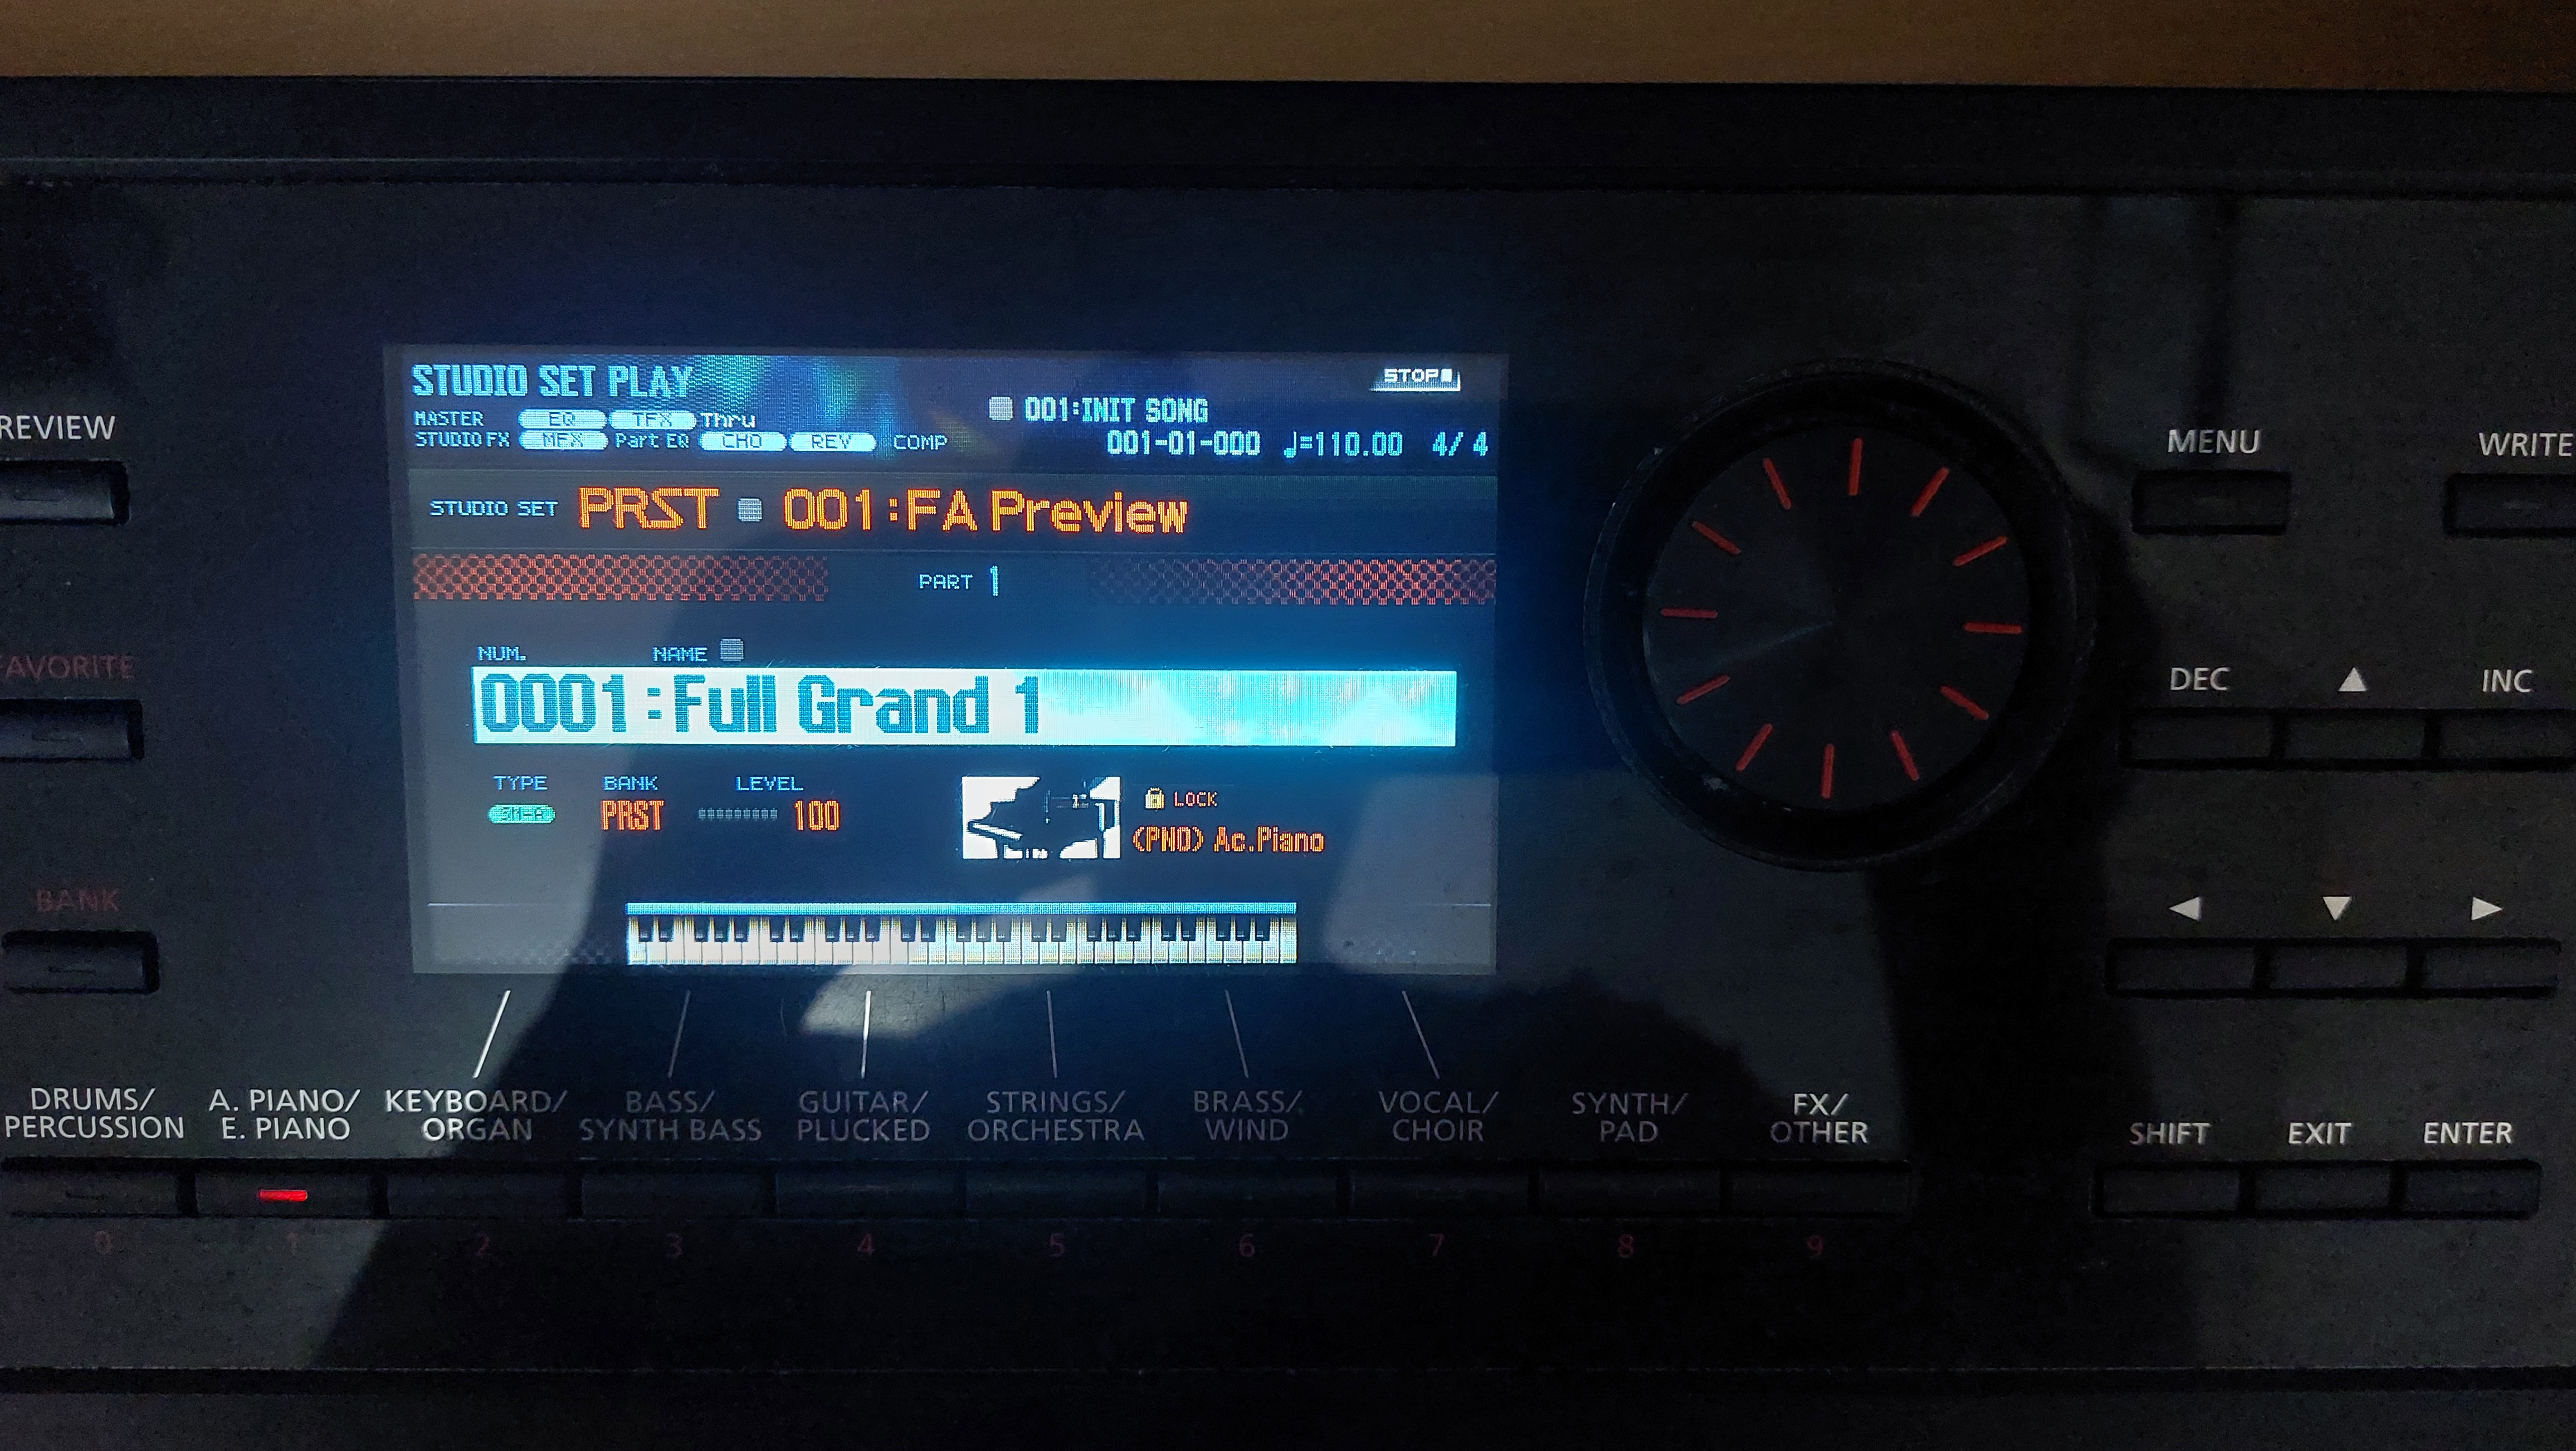 STUDIO SET PLAY
STOP
MASTER EQ TFX Thru
001:INIT SONG
STUDIO FX MFX Part EQ CHO REV COMP
001-01-000 ♩=110.00 4/ 4
STUDIO SET PRST 001:FA Preview
PART 1
NUM. NAME
0001:Full Grand 1
TYPE BANK LEVEL
SN-A PRST 100
LOCK
(PNO) Ac.Piano
REVIEW
AVORITE
BANK
MENU WRITE
DEC ▲ INC
◀ ▼ ▶
DRUMS/
PERCUSSION
A. PIANO/
E. PIANO
KEYBOARD/
ORGAN
BASS/
SYNTH BASS
GUITAR/
PLUCKED
STRINGS/
ORCHESTRA
BRASS/
WIND
VOCAL/
CHOIR
SYNTH/
PAD
FX/
OTHER
SHIFT EXIT ENTER
0 1 2 3 4 5 6 7 8 9